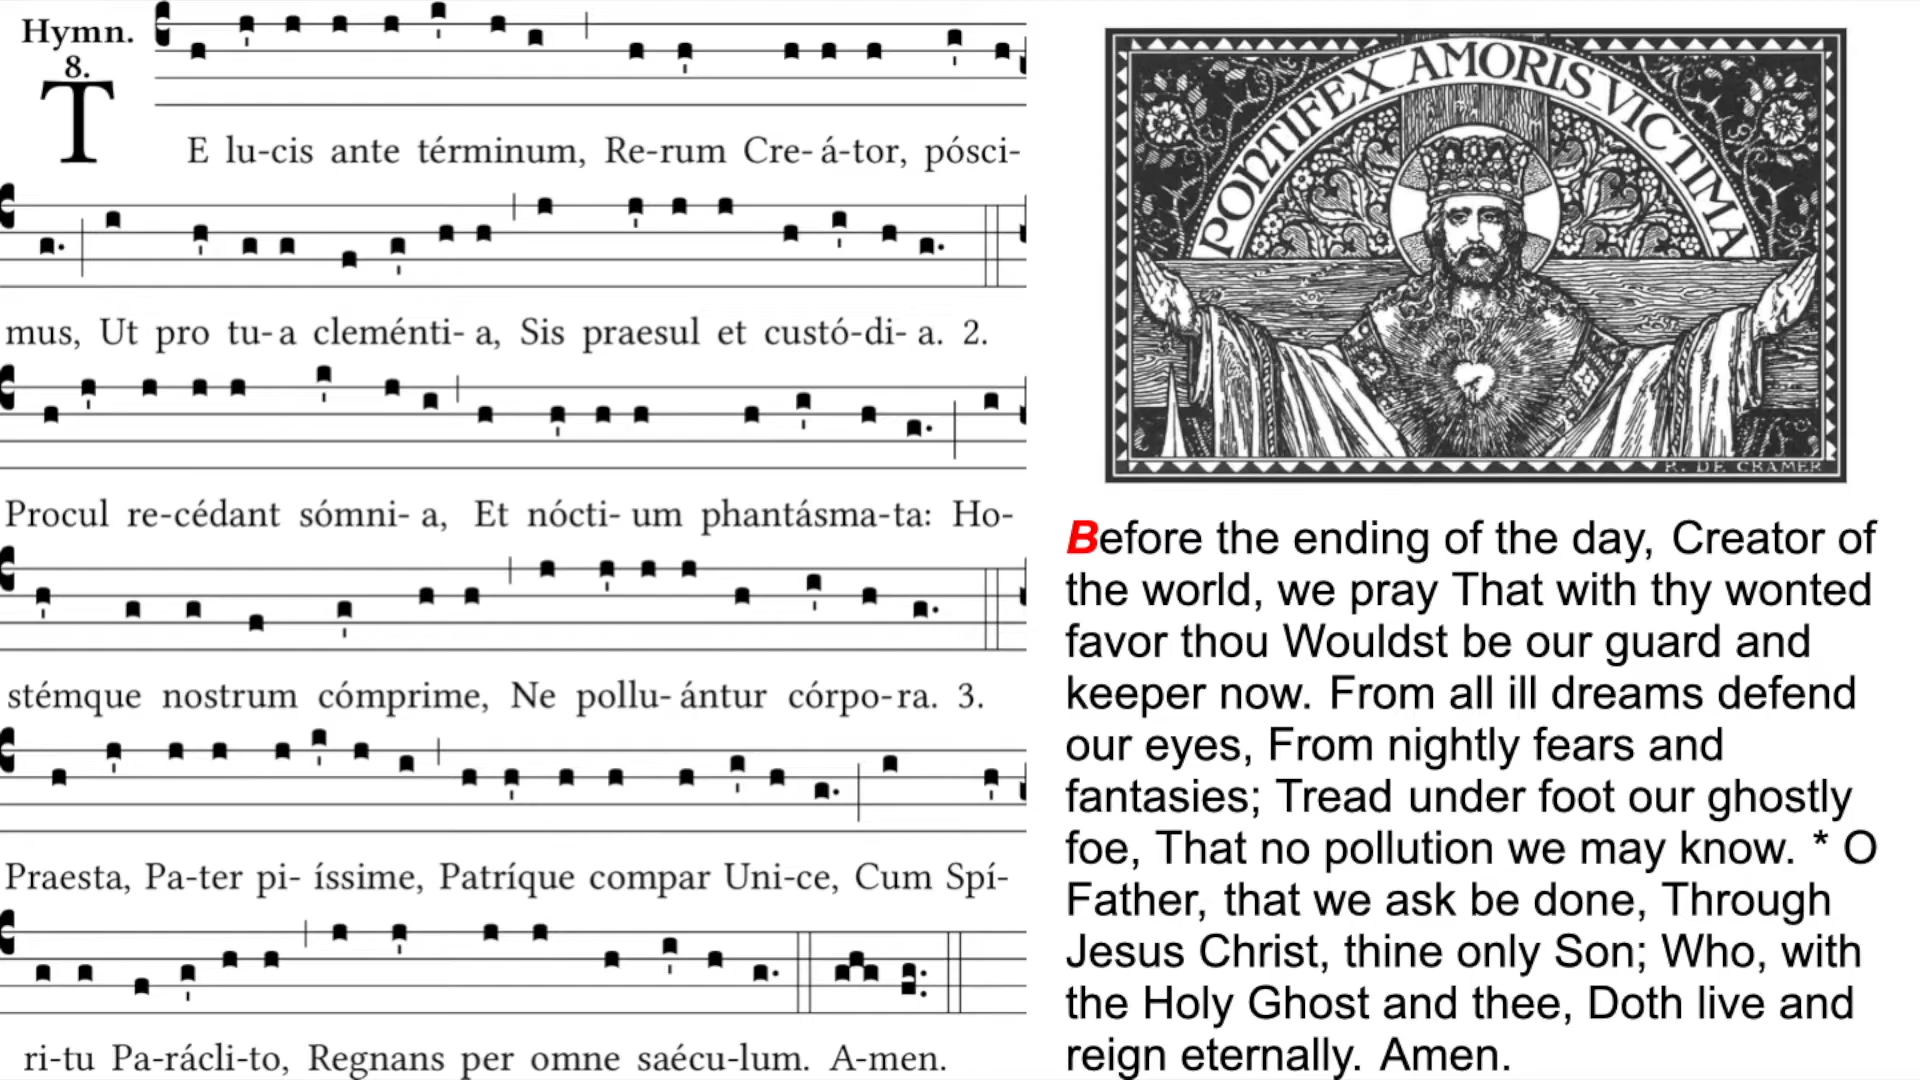 Hymn.
8.
TE lu-cis ante términum, Re-rum Cre-á-tor, pósci-
mus, Ut pro tu-a cleménti-a, Sis praesul et custó-di-a. 2.
Procul re-cédant sómni-a, Et nócti-um phantásma-ta: Ho-
stémque nostrum cómprime, Ne pollu-ántur córpo-ra. 3.
Praesta, Pa-ter pi-íssime, Patríque compar Uni-ce, Cum Spí-
ri-tu Pa-rácli-to, Regnans per omne saécu-lum. A-men.
PONTIFEX AMORIS VICTIMA
R. DE CRAMER
Before the ending of the day, Creator of
the world, we pray That with thy wonted
favor thou Wouldst be our guard and
keeper now. From all ill dreams defend
our eyes, From nightly fears and
fantasies; Tread under foot our ghostly
foe, That no pollution we may know. * O
Father, that we ask be done, Through
Jesus Christ, thine only Son; Who, with
the Holy Ghost and thee, Doth live and
reign eternally. Amen.